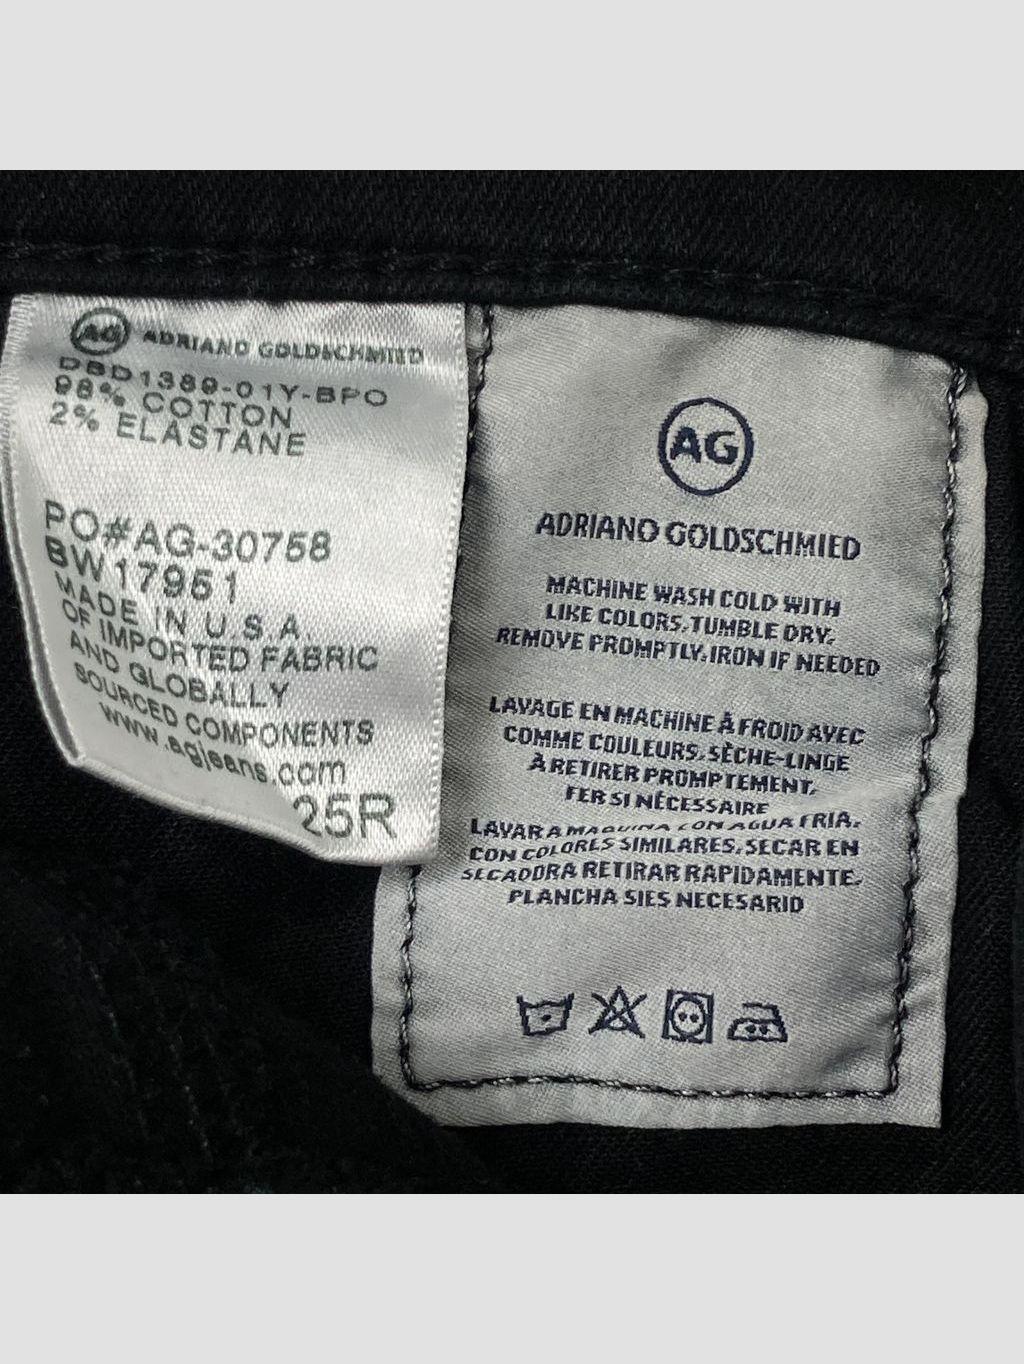 AG ADRIANO GOLDSCHMIED
DBD1389-01Y-BPO
98% COTTON
2% ELASTANE
PO#AG-30758
BW17951
MADE IN U.S.A.
OF IMPORTED FABRIC
AND GLOBALLY
SOURCED COMPONENTS
www.agjeans.com
25R
AG
ADRIANO GOLDSCHMIED
MACHINE WASH COLD WITH
LIKE COLORS. TUMBLE DRY.
REMOVE PROMPTLY. IRON IF NEEDED
LAVAGE EN MACHINE À FROID AVEC
COMME COULEURS. SÈCHE-LINGE
À RETIRER PROMPTEMENT,
FER SI NÉCESSAIRE
LAVAR A MAQUINA CON AGUA FRIA.
CON COLORES SIMILARES. SECAR EN
SECADORA RETIRAR RAPIDAMENTE.
PLANCHA SIES NECESARIO